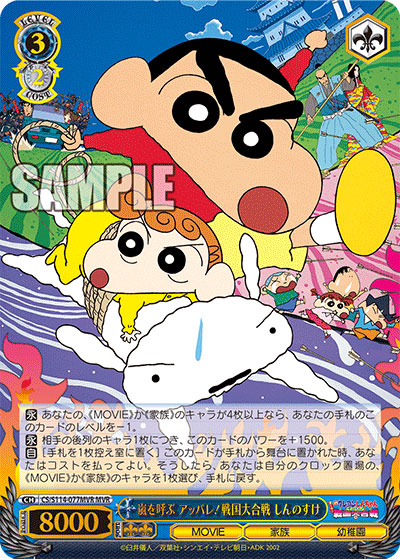 LEVEL
3
2
COST
SAMPLE
永 あなたの、《MOVIE》か《家族》のキャラが4枚以上なら、あなたの手札のこ
のカードのレベルを－1。
永 相手の後列のキャラ1枚につき、このカードのパワーを＋1500。
自 【手札を1枚控え室に置く】 このカードが手札から舞台に置かれた時、あ
なたはコストを払ってよい。そうしたら、あなたは自分のクロック置場の、
《MOVIE》か《家族》のキャラを1枚選び、手札に戻す。
CH CS/S114-077MVR MVR
嵐を呼ぶ アッパレ!戦国大合戦 しんのすけ
8000
MOVIE 家族 幼稚園
©臼井儀人／双葉社・シンエイ・テレビ朝日・ADK 2002